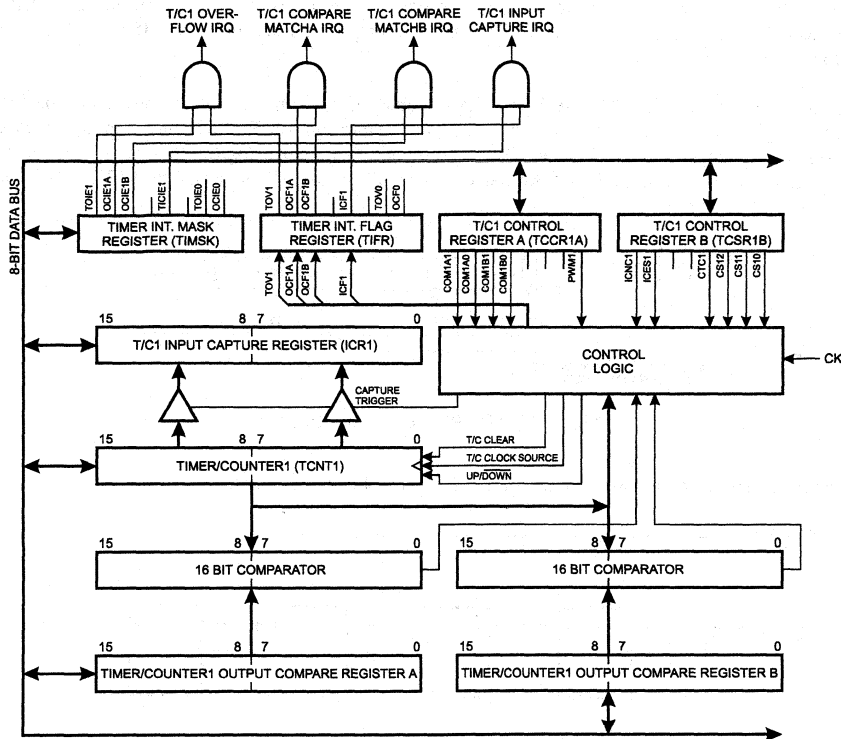 T/C1 OVER-
FLOW IRQ
T/C1 COMPARE
MATCHA IRQ
T/C1 COMPARE
MATCHB IRQ
T/C1 INPUT
CAPTURE IRQ
8-BIT DATA BUS
TOIE1
OCIE1A
OCIE1B
TICIE1
TOIE0
OCIE0
TOV1
OCF1A
OCF1B
ICF1
TOV0
OCF0
TIMER INT. MASK
REGISTER (TIMSK)
TIMER INT. FLAG
REGISTER (TIFR)
T/C1 CONTROL
REGISTER A (TCCR1A)
T/C1 CONTROL
REGISTER B (TCSR1B)
TOV1
OCF1A
OCF1B
ICF1
COM1A1
COM1A0
COM1B1
COM1B0
PWM1
ICNC1
ICES1
CTC1
CS12
CS11
CS10
15 8 7 0
T/C1 INPUT CAPTURE REGISTER (ICR1)
CONTROL
LOGIC
CK
CAPTURE
TRIGGER
15 8 7 0
TIMER/COUNTER1 (TCNT1)
T/C CLEAR
T/C CLOCK SOURCE
UP/DOWN
15 8 7 0
16 BIT COMPARATOR
15 8 7 0
16 BIT COMPARATOR
15 8 7 0
TIMER/COUNTER1 OUTPUT COMPARE REGISTER A
15 8 7 0
TIMER/COUNTER1 OUTPUT COMPARE REGISTER B